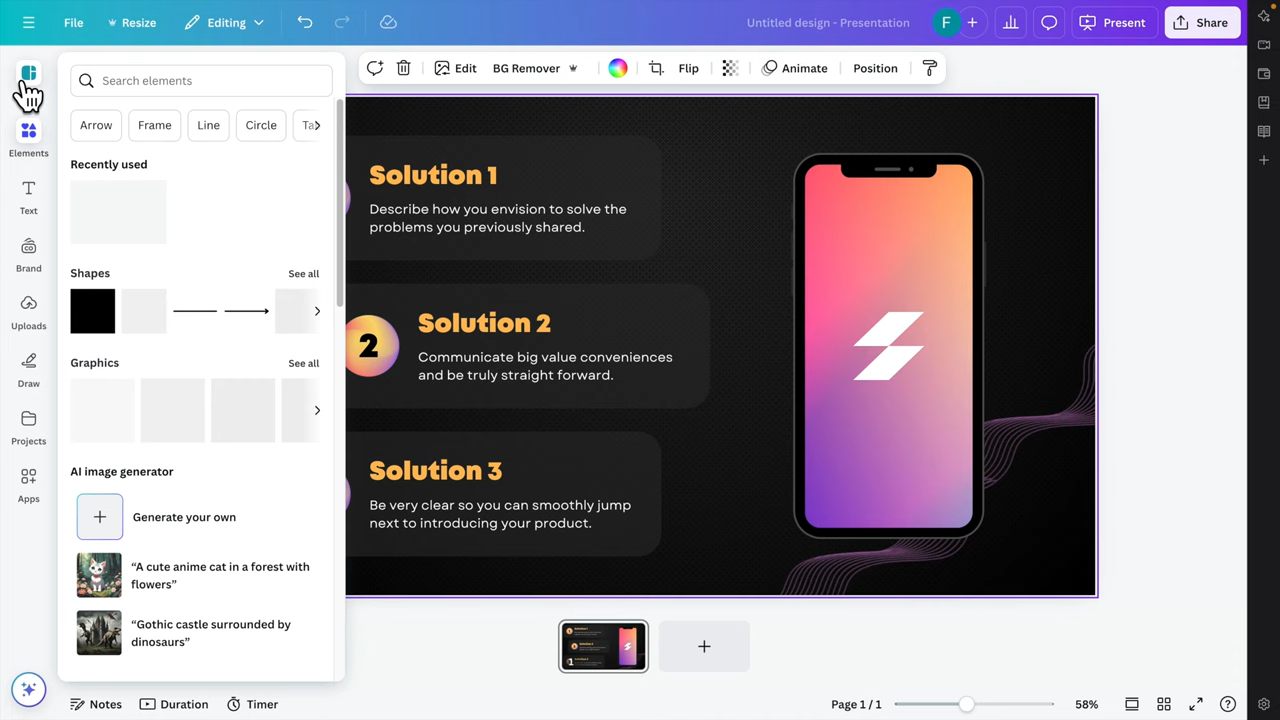 File
Resize
Editing
Untitled design - Presentation
F
Present
Share
Search elements
Edit
BG Remover
Flip
Animate
Position
Arrow
Frame
Line
Circle
Elements
Recently used
Text
Brand
Shapes
See all
Uploads
Graphics
See all
Draw
Projects
AI image generator
Apps
Generate your own
“A cute anime cat in a forest with
flowers”
“Gothic castle surrounded by
dinosaurs”
Solution 1
Describe how you envision to solve the
problems you previously shared.
2
Solution 2
Communicate big value conveniences
and be truly straight forward.
Solution 3
Be very clear so you can smoothly jump
next to introducing your product.
1
Notes
Duration
Timer
Page 1 / 1
58%